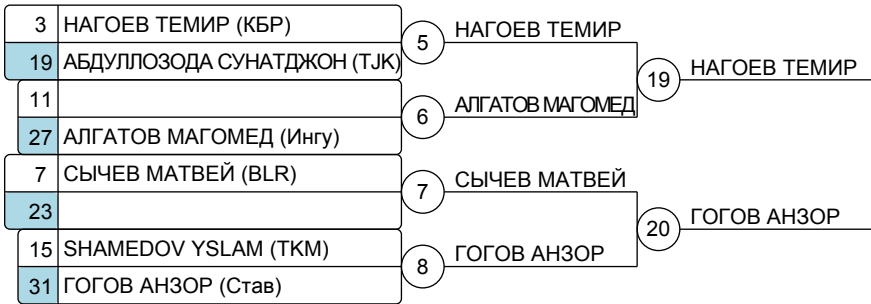 3 НАГОЕВ ТЕМИР (КБР)
5 НАГОЕВ ТЕМИР
19 АБДУЛЛОЗОДА СУНАТДЖОН (TJK)
19 НАГОЕВ ТЕМИР
11
6 АЛГАТОВ МАГОМЕД
27 АЛГАТОВ МАГОМЕД (Ингу)
7 СЫЧЕВ МАТВЕЙ (BLR)
7 СЫЧЕВ МАТВЕЙ
23
20 ГОГОВ АНЗОР
15 SHAMEDOV YSLAM (TKM)
8 ГОГОВ АНЗОР
31 ГОГОВ АНЗОР (Став)